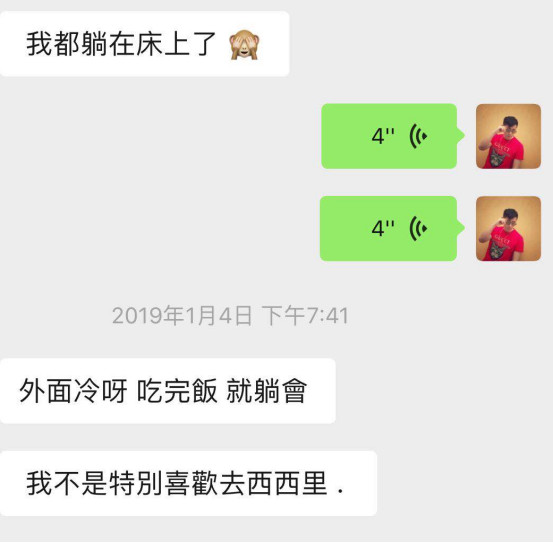 我都躺在床上了 🙈
4''
4''
2019年1月4日 下午7:41
外面冷呀 吃完飯 就躺會
我不是特別喜歡去西西里 .